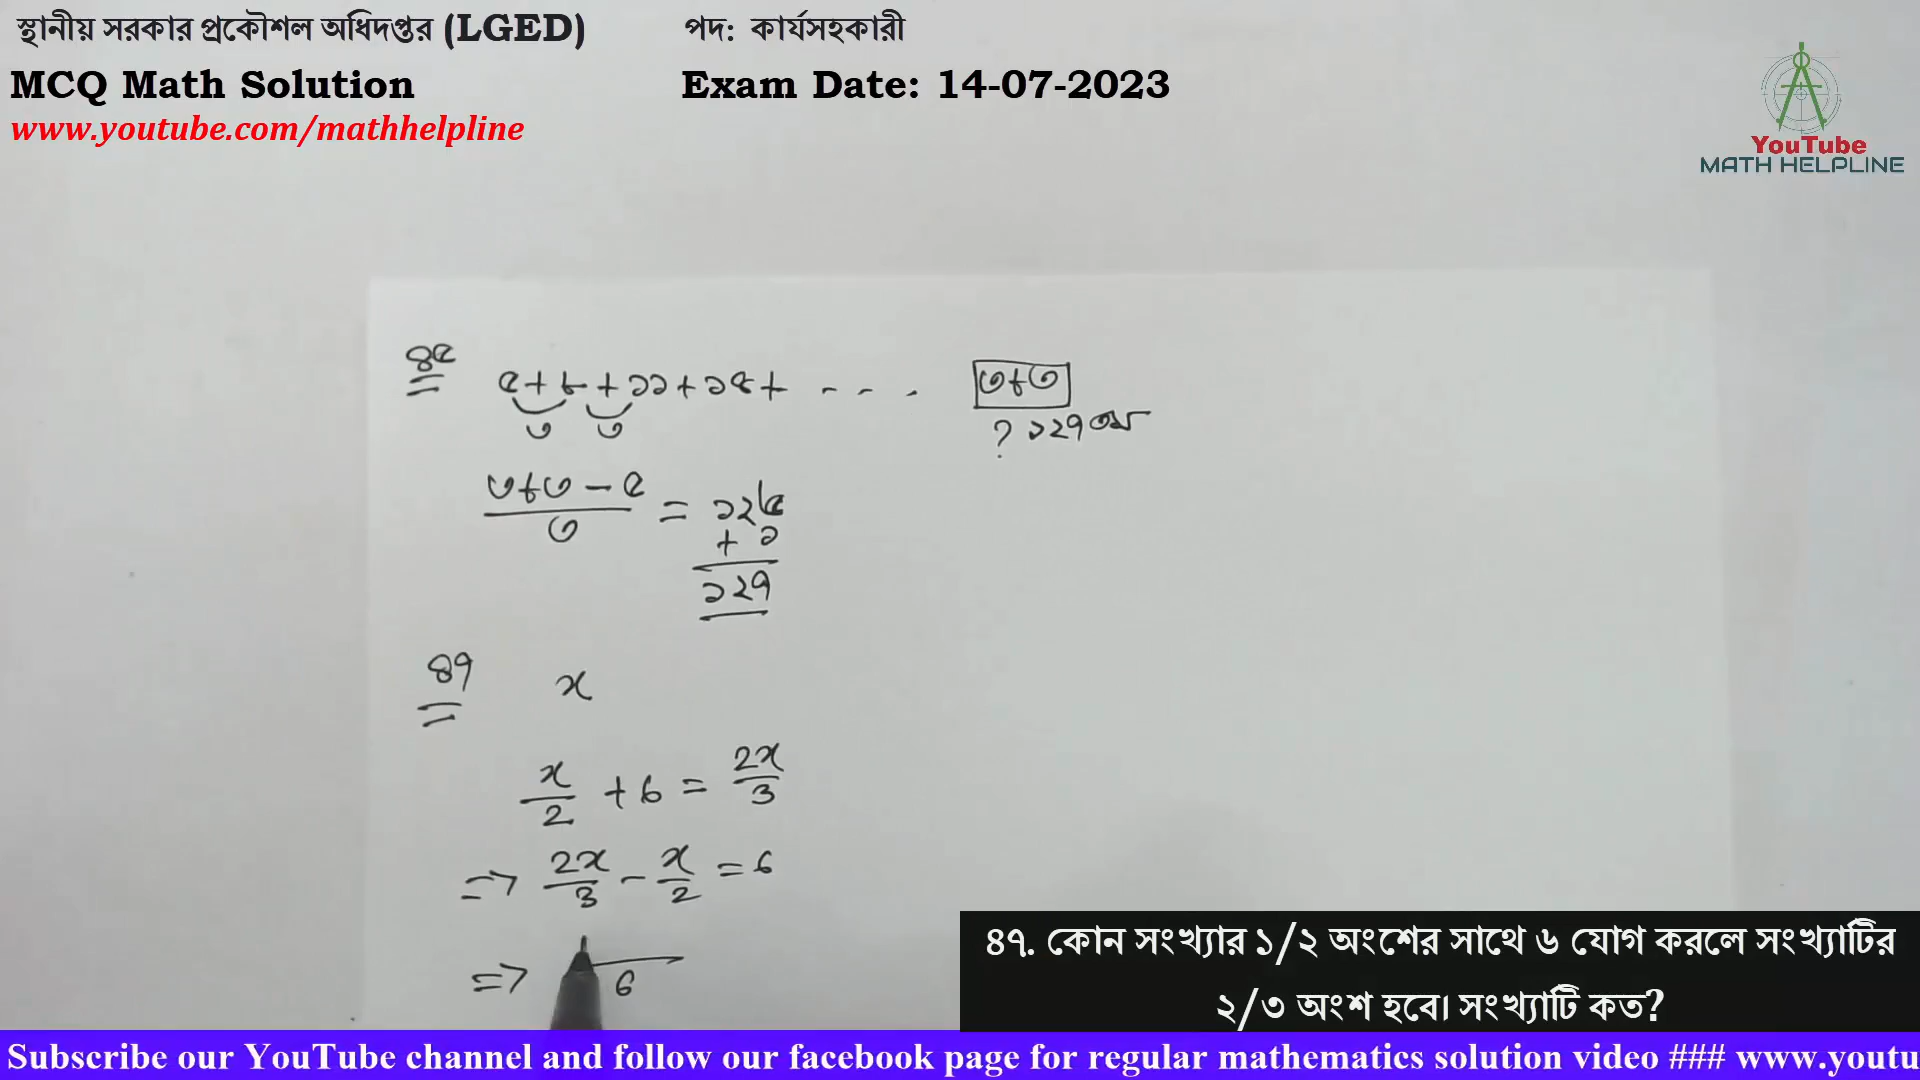 স্থানীয় সরকার প্রকৌশল অধিদপ্তর (LGED) পদ: কার্যসহকারী
MCQ Math Solution Exam Date: 14-07-2023
www.youtube.com/mathhelpline
YouTube
MATH HELPLINE
৪৫ ৫+৮+১১+১৪+ - - . ৩৮৩
৩ ৩ ? ১২৭তম
৩৮৩ - ৫ / ৩ = ১২৬
+ ১
১২৭
৪৭ x
x/2 + 6 = 2x/3
=> 2x/3 - x/2 = 6
=> 6
৪৭. কোন সংখ্যার ১/২ অংশের সাথে ৬ যোগ করলে সংখ্যাটির
২/৩ অংশ হবে। সংখ্যাটি কত?
Subscribe our YouTube channel and follow our facebook page for regular mathematics solution video ### www.youtu